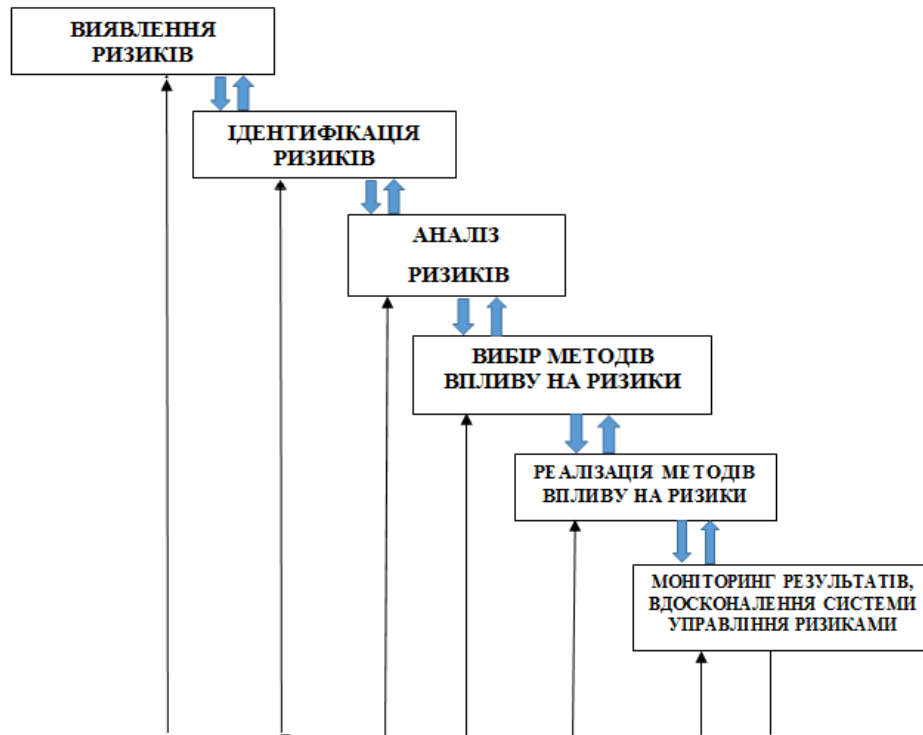 ВИЯВЛЕННЯ
РИЗИКІВ
ІДЕНТИФІКАЦІЯ
РИЗИКІВ
АНАЛІЗ
РИЗИКІВ
ВИБІР МЕТОДІВ
ВПЛИВУ НА РИЗИКИ
РЕАЛІЗАЦІЯ МЕТОДІВ
ВПЛИВУ НА РИЗИКИ
МОНІТОРИНГ РЕЗУЛЬТАТІВ,
ВДОСКОНАЛЕННЯ СИСТЕМИ
УПРАВЛІННЯ РИЗИКАМИ